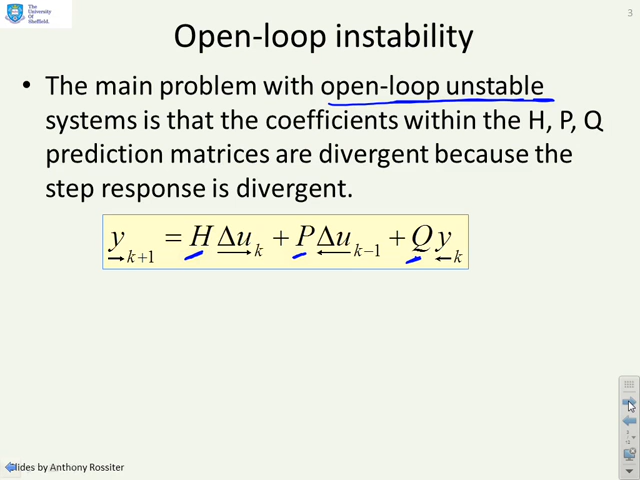 The University Of Sheffield.
3
Open-loop instability
• The main problem with open-loop unstable
systems is that the coefficients within the H, P, Q
prediction matrices are divergent because the
step response is divergent.
y k+1 = H Δu k + P Δu k−1 + Q y k
Slides by Anthony Rossiter